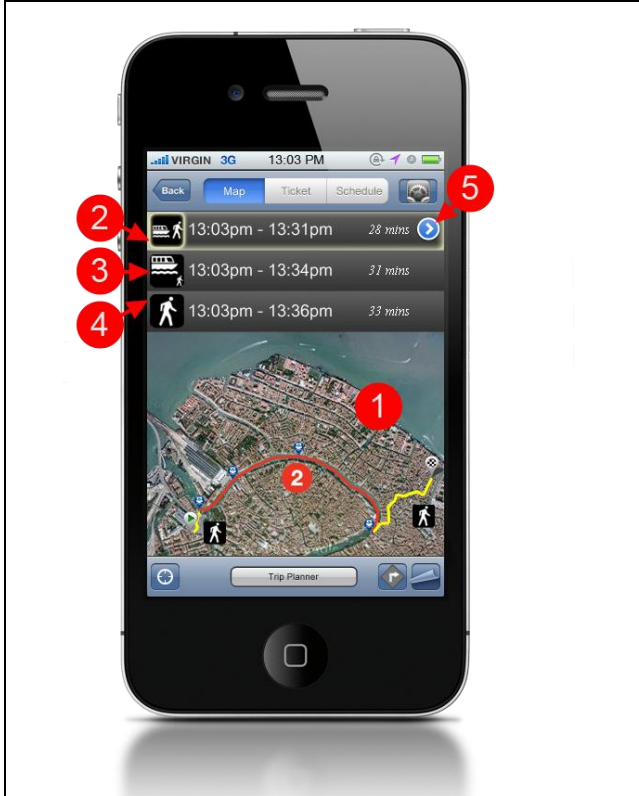 VIRGIN 3G 13:03 PM
Back Map Ticket Schedule
5
2
13:03pm - 13:31pm 28 mins
3
13:03pm - 13:34pm 31 mins
4
13:03pm - 13:36pm 33 mins
1
2
Trip Planner